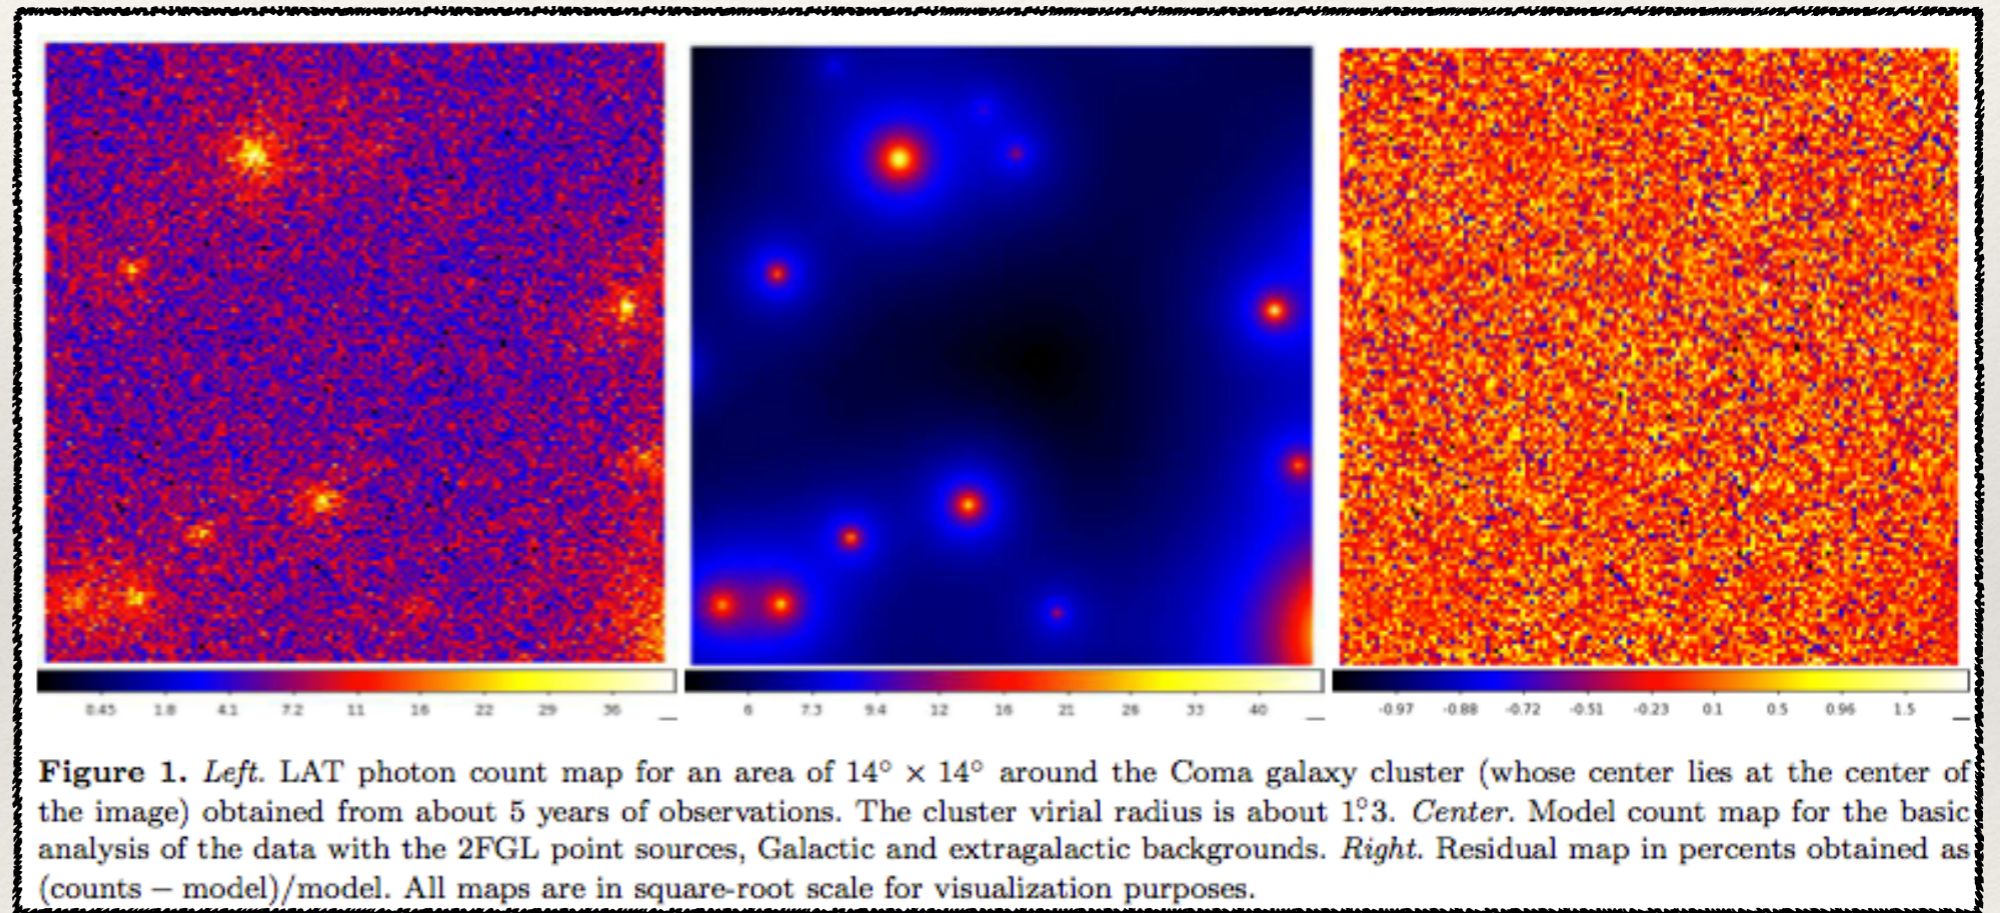 0.45 1.8 4.1 7.2 11 16 22 29 36
6 7.3 9.4 12 16 21 26 33 40
-0.97 -0.88 -0.72 -0.51 -0.23 0.1 0.5 0.96 1.5
Figure 1. Left. LAT photon count map for an area of 14° × 14° around the Coma galaxy cluster (whose center lies at the center of
the image) obtained from about 5 years of observations. The cluster virial radius is about 1°.3. Center. Model count map for the basic
analysis of the data with the 2FGL point sources, Galactic and extragalactic backgrounds. Right. Residual map in percents obtained as
(counts − model)/model. All maps are in square-root scale for visualization purposes.